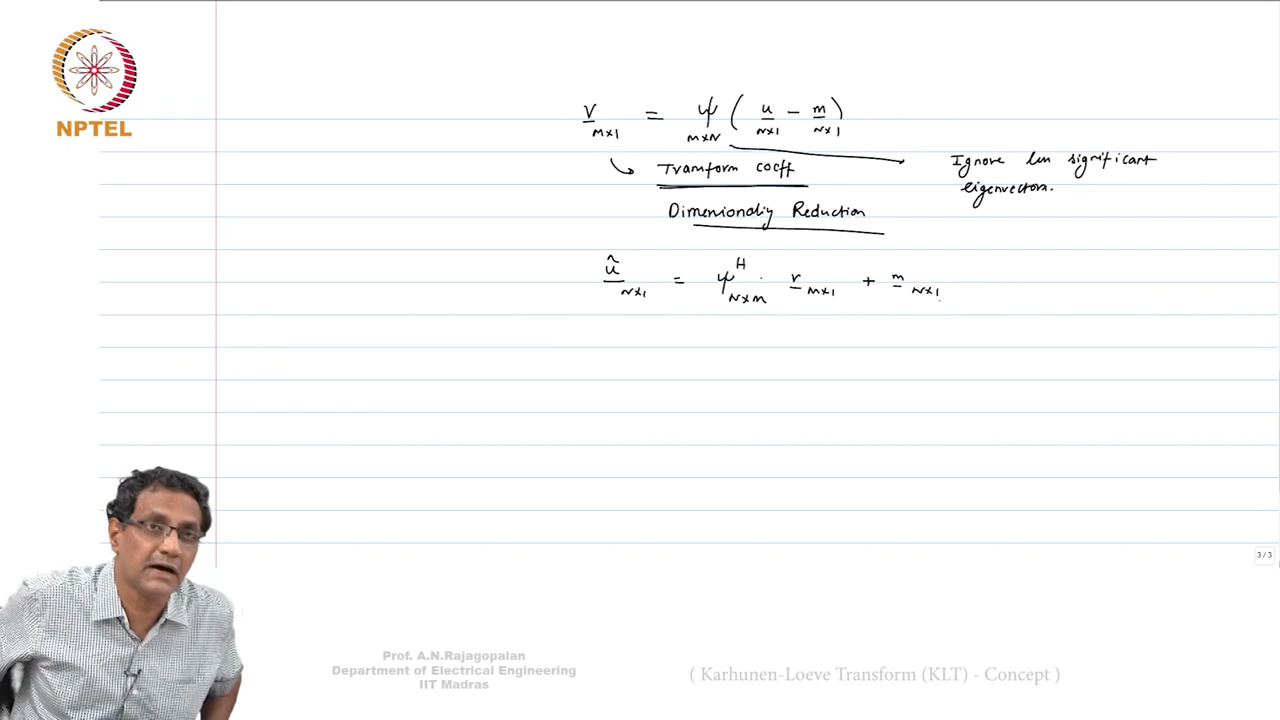 NPTEL
V M×1 = ψ M×N ( u N×1 − m N×1 )
Transform coeff
Ignore less significant
eigenvectors.
Dimensionality Reduction
û N×1 = ψ^H N×M · v M×1 + m N×1
3 / 3
Prof. A.N.Rajagopalan
Department of Electrical Engineering
IIT Madras
( Karhunen-Loeve Transform (KLT) - Concept )